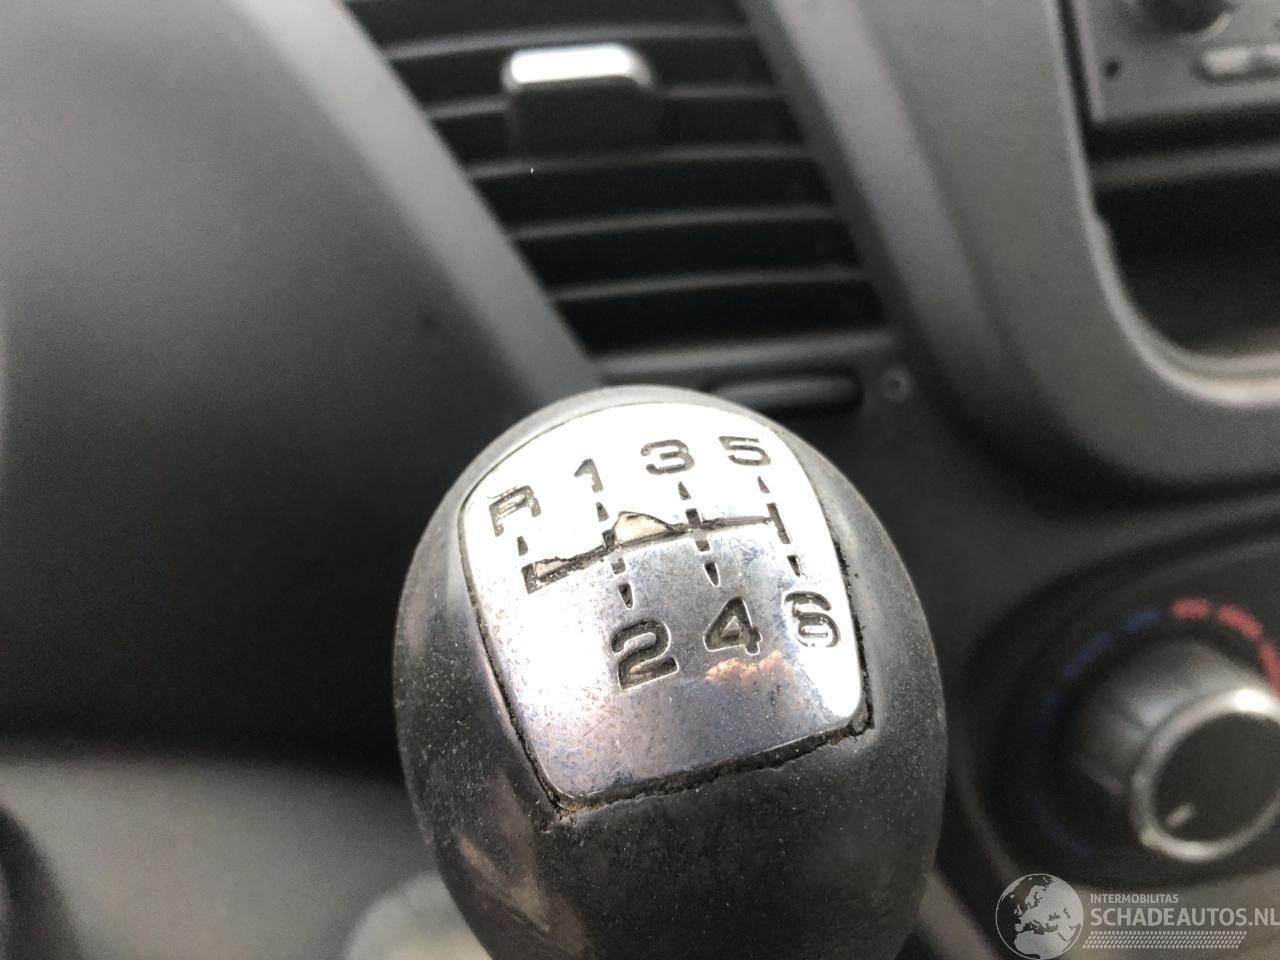 R 1 3 5
2 4 6
INTERMOBILITAS
SCHADEAUTOS.NL